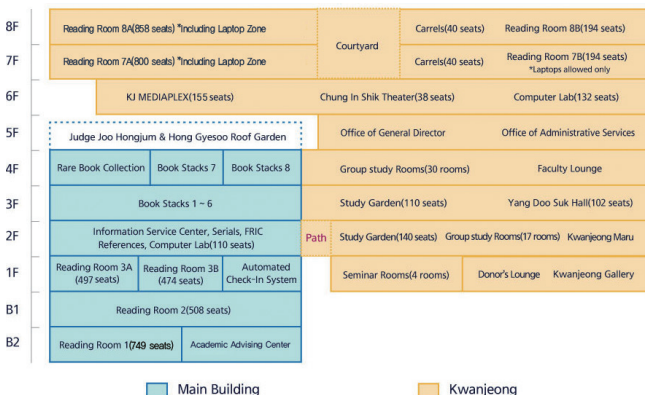 8F
Reading Room 8A(858 seats) *Including Laptop Zone
Courtyard
Carrels(40 seats)
Reading Room 8B(194 seats)
7F
Reading Room 7A(800 seats) *Including Laptop Zone
Carrels(40 seats)
Reading Room 7B(194 seats)
*Laptops allowed only
6F
KJ MEDIAPLEX(155 seats)
Chung In Shik Theater(38 seats)
Computer Lab(132 seats)
5F
Judge Joo Hongjum & Hong Gyesoo Roof Garden
Office of General Director
Office of Administrative Services
4F
Rare Book Collection
Book Stacks 7
Book Stacks 8
Group study Rooms(30 rooms)
Faculty Lounge
3F
Book Stacks 1 ~ 6
Study Garden(110 seats)
Yang Doo Suk Hall(102 seats)
2F
Information Service Center, Serials, FRIC
References, Computer Lab(110 seats)
Path
Study Garden(140 seats)
Group study Rooms(17 rooms)
Kwanjeong Maru
1F
Reading Room 3A
(497 seats)
Reading Room 3B
(474 seats)
Automated
Check-In System
Seminar Rooms(4 rooms)
Donor's Lounge
Kwanjeong Gallery
B1
Reading Room 2(508 seats)
B2
Reading Room 1(749 seats)
Academic Advising Center
Main Building
Kwanjeong